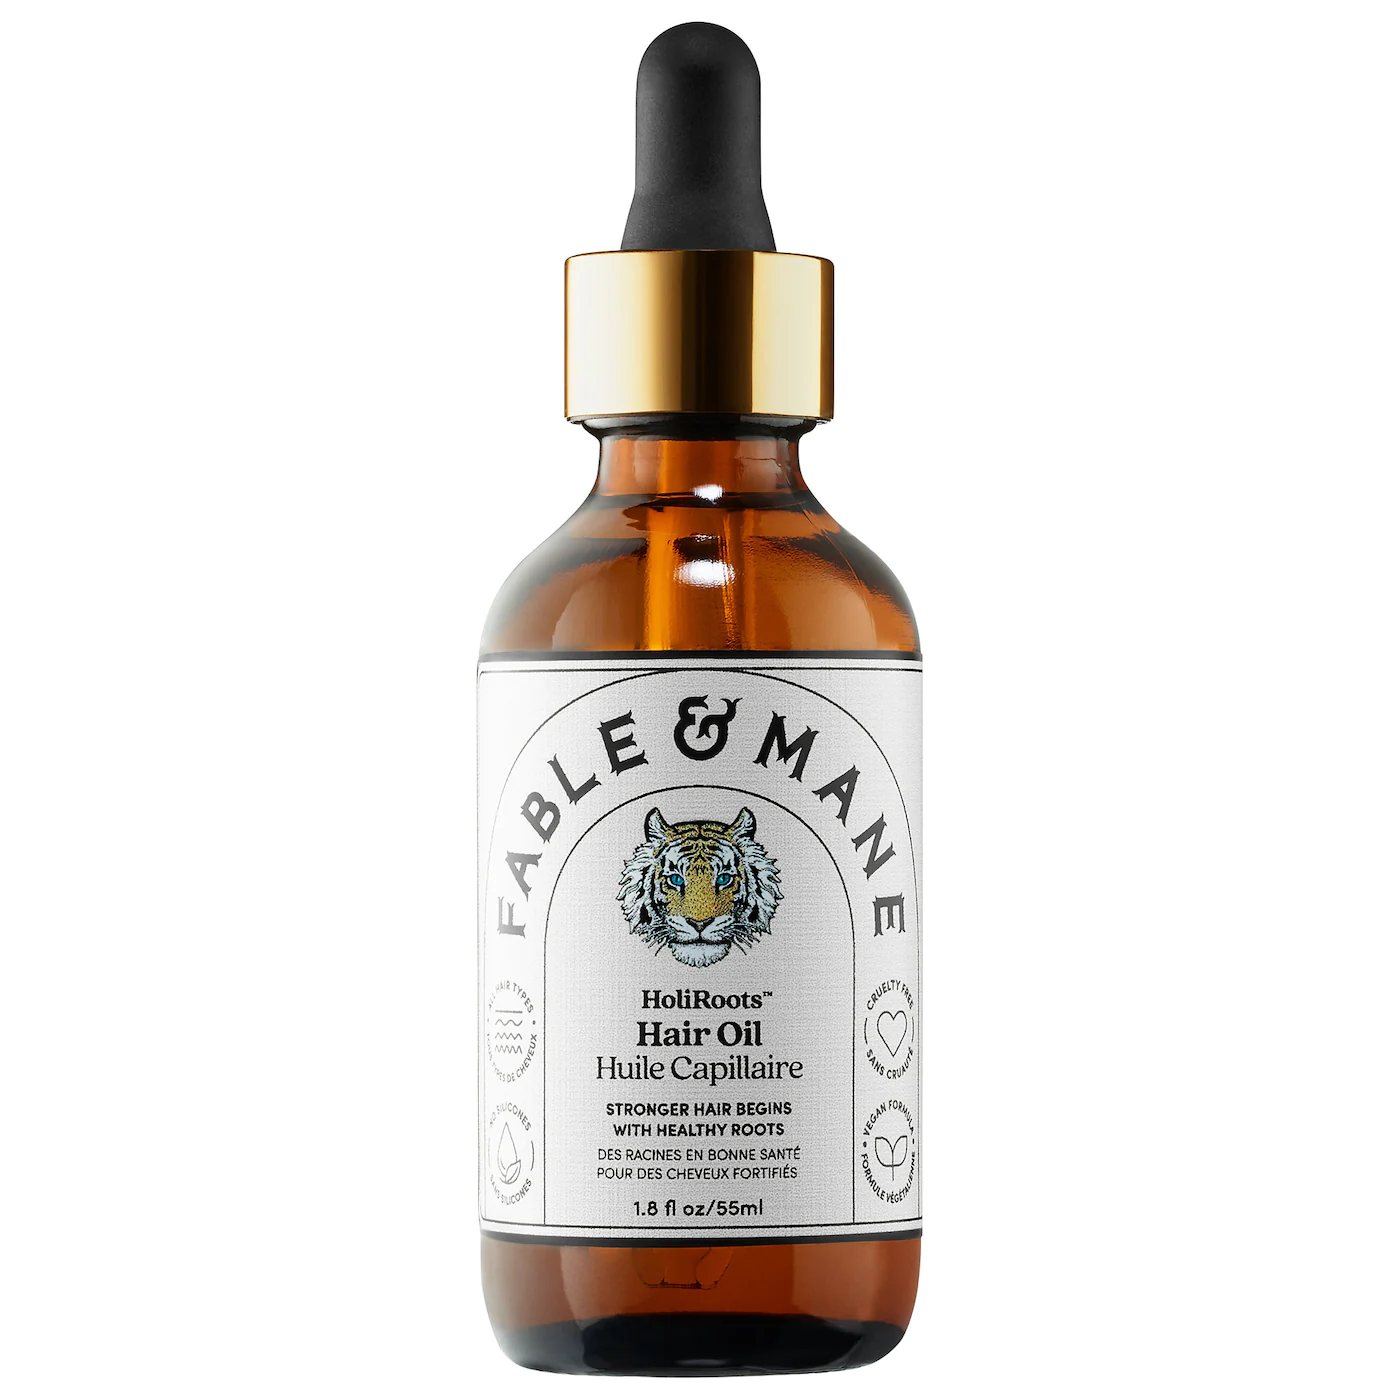 FABLE & MANE
HoliRoots™
Hair Oil
Huile Capillaire
STRONGER HAIR BEGINS
WITH HEALTHY ROOTS
DES RACINES EN BONNE SANTÉ
POUR DES CHEVEUX FORTIFIÉS
1.8 fl oz/55ml
ALL HAIR TYPES
TYPES DE CHEVEUX
NO SILICONES
SANS SILICONES
CRUELTY FREE
SANS CRUAUTÉ
VEGAN FORMULA
FORMULE VÉGÉTALIENNE